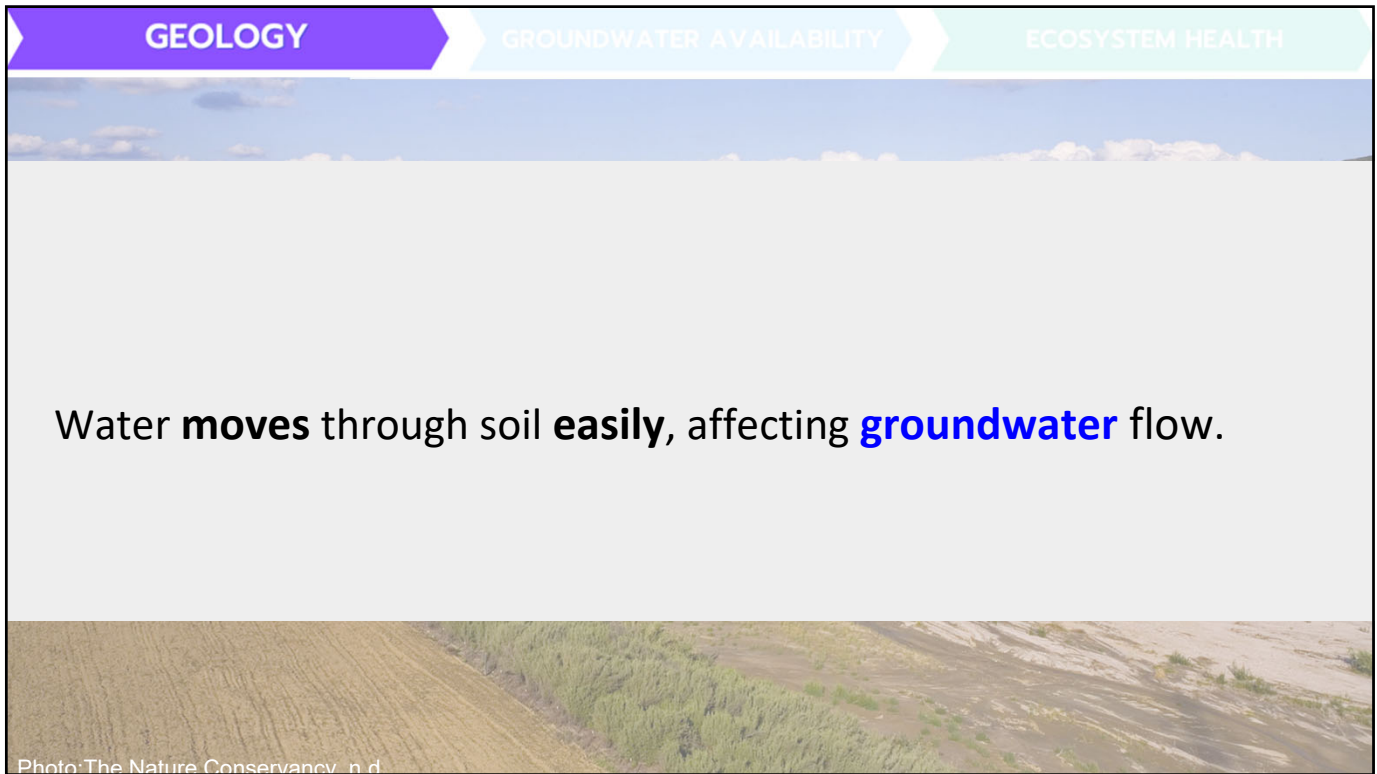 GEOLOGY
GROUNDWATER AVAILABILITY
ECOSYSTEM HEALTH
Water moves through soil easily, affecting groundwater flow.
Photo:The Nature Conservancy, n.d.